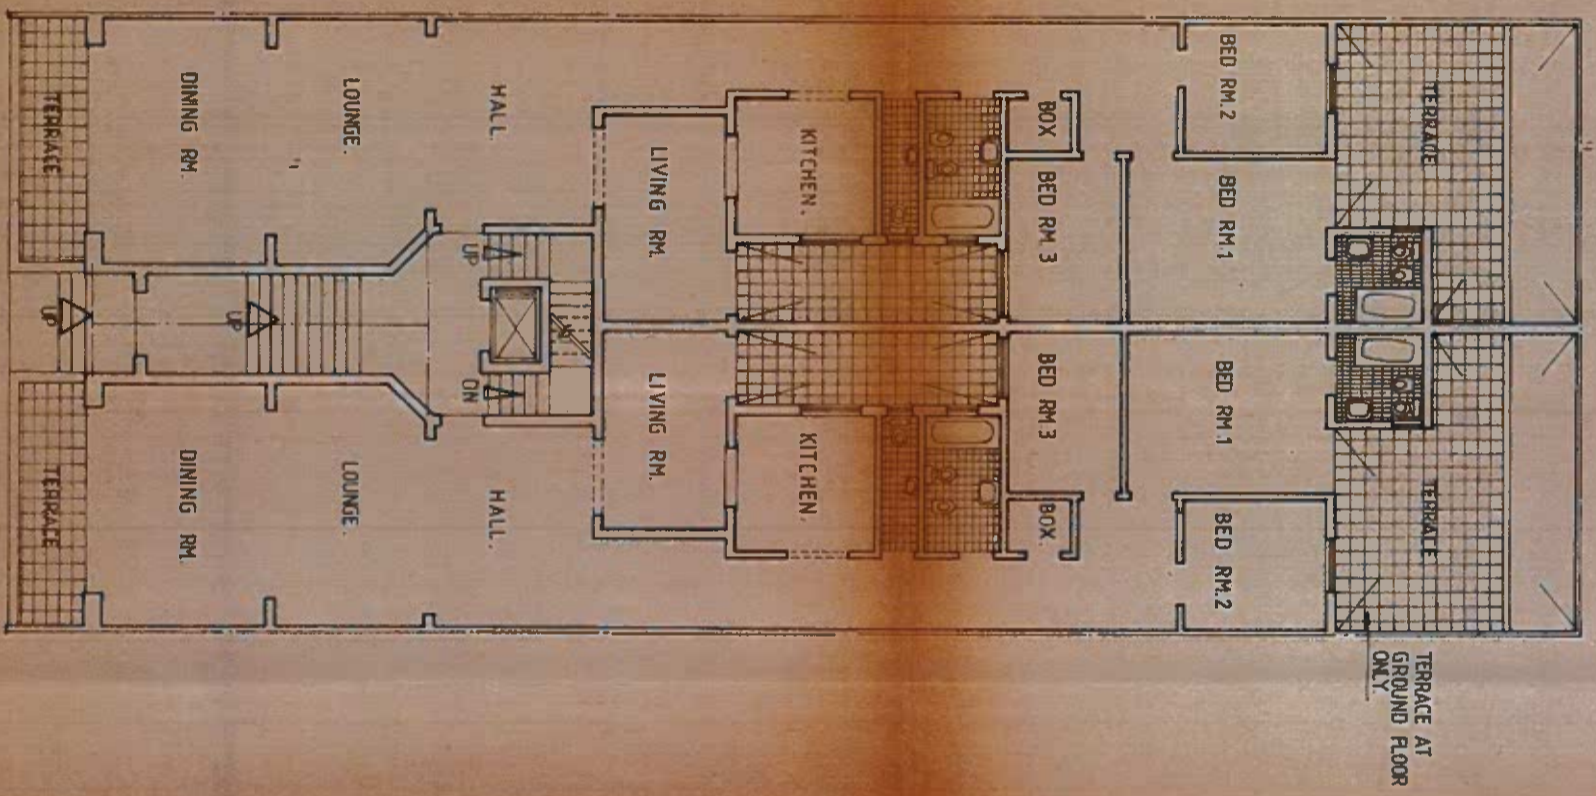 TERRACE.
DINING RM.
LOUNGE.
HALL.
LIVING RM.
KITCHEN.
BOX
BED RM. 3
BED RM.2
BED RM.1
TERRACE
UP
UP
UP
DN
TERRACE
DINING RM.
LOUNGE.
HALL.
LIVING RM.
KITCHEN.
BED RM.3
BOX.
BED RM.1
BED RM.2
TERRACE
TERRACE AT
GROUND FLOOR
ONLY.